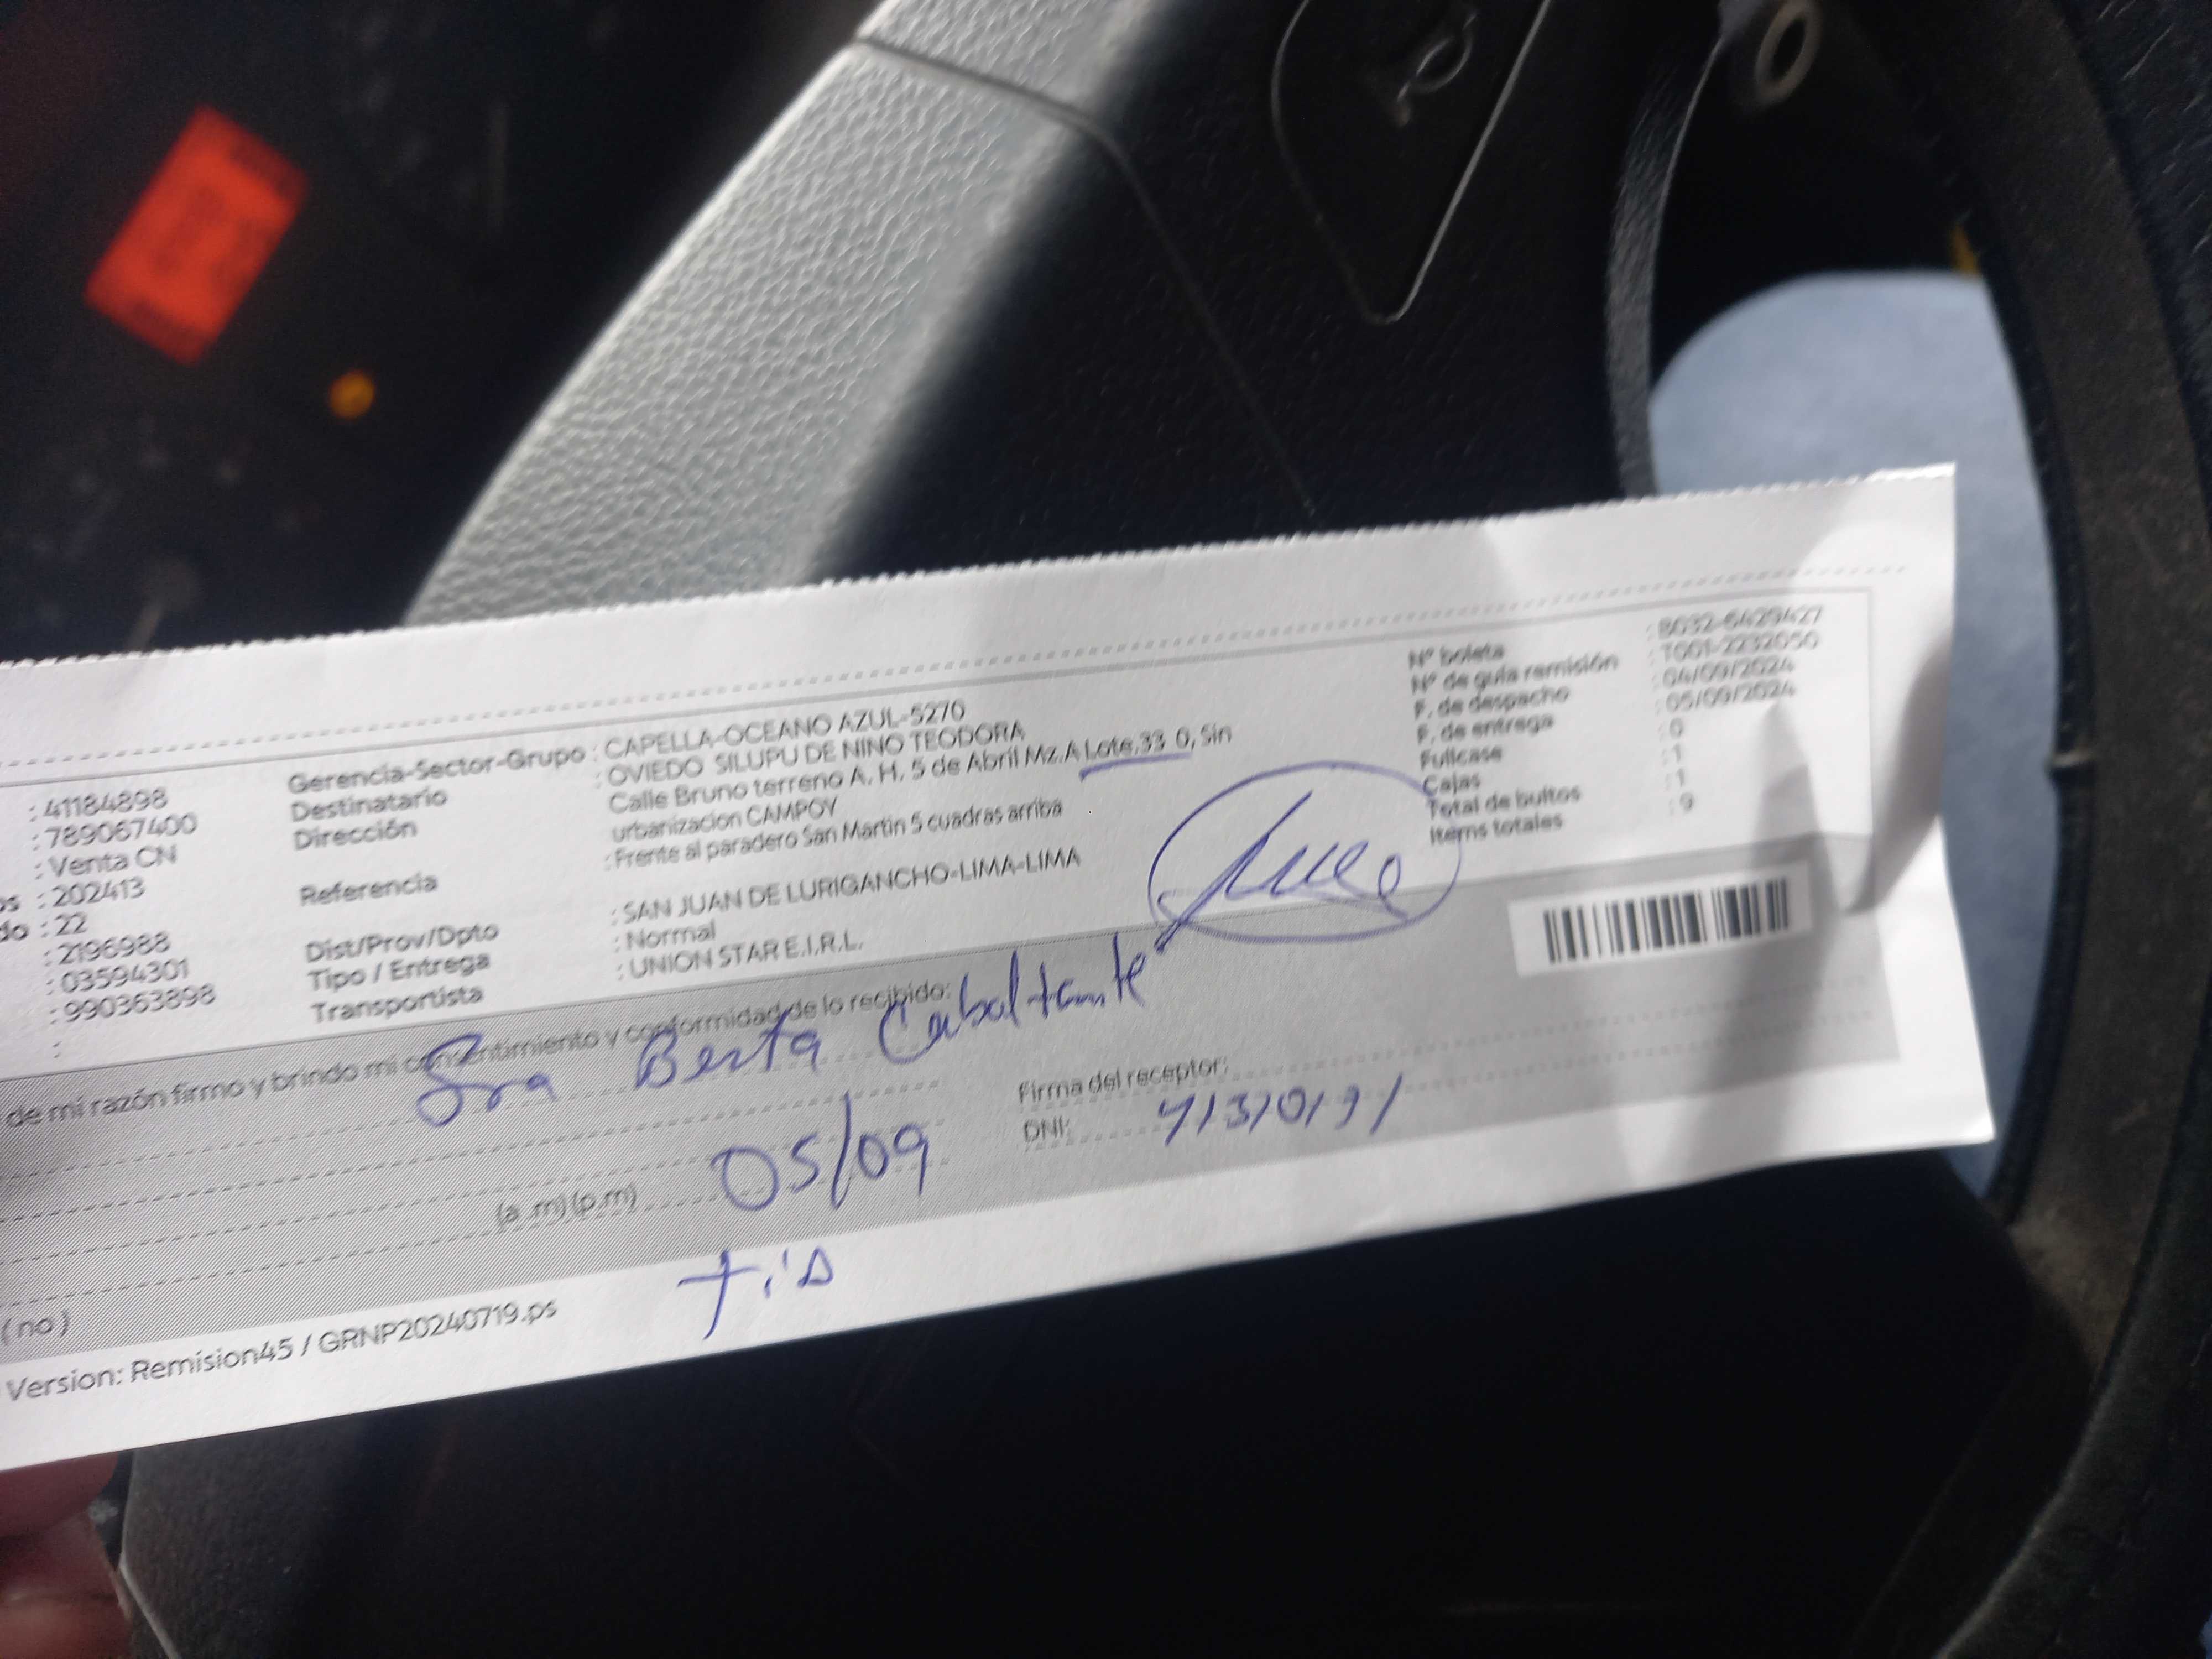 : 41184898
: 789067400
: Venta CN
os : 202413
do : 22
: 2196988
: 03594301
: 990363898
:
Gerencia-Sector-Grupo : CAPELLA-OCEANO AZUL-5270
Destinatario : OVIEDO SILUPU DE NINO TEODORA
Dirección Calle Bruno terreno A. H. 5 de Abril Mz.A Lote.33 0, Sin
urbanizacion CAMPOY
Referencia : Frente al paradero San Martin 5 cuadras arriba
Dist/Prov/Dpto : SAN JUAN DE LURIGANCHO-LIMA-LIMA
Tipo / Entrega : Normal
Transportista : UNION STAR E.I.R.L.
Nº boleta : B032-6429427
Nº de guía remisión : T001-2232050
F. de despacho : 04/09/2024
F. de entrega : 05/09/2024
Fullcase : 0
Cajas : 1
Total de bultos : 1
Items totales : 9
de mi razón firmo y brindo mi consentimiento y conformidad de lo recibido:
Sra Berta
Firma del receptor:
DNI:
(a .m) (p.m) 05/09
(no)
Version: Remision45 / GRNP20240719.ps